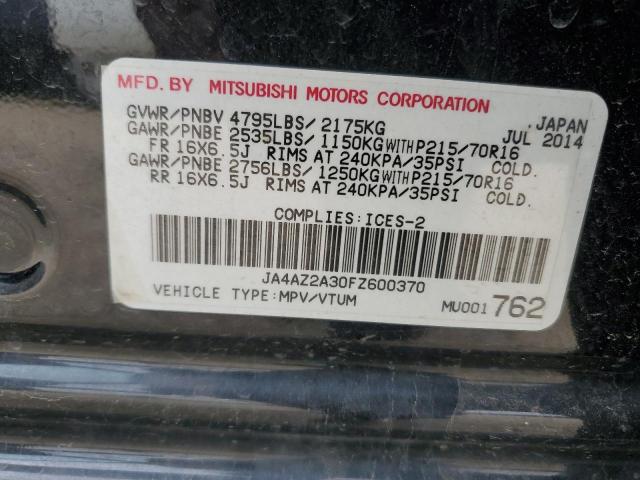 MFD. BY MITSUBISHI MOTORS CORPORATION
GVWR/PNBV 4795LBS/2175KG JAPAN
GAWR/PNBE 2535LBS/1150KG WITH P215/70R16 JUL 2014
FR 16X6.5J RIMS AT 240KPA/35PSI COLD.
GAWR/PNBE 2756LBS/1250KG WITH P215/70R16
RR 16X6.5J RIMS AT 240KPA/35PSI COLD.
COMPLIES:ICES-2
JA4AZ2A30FZ600370
VEHICLE TYPE:MPV/VTUM MU001 762